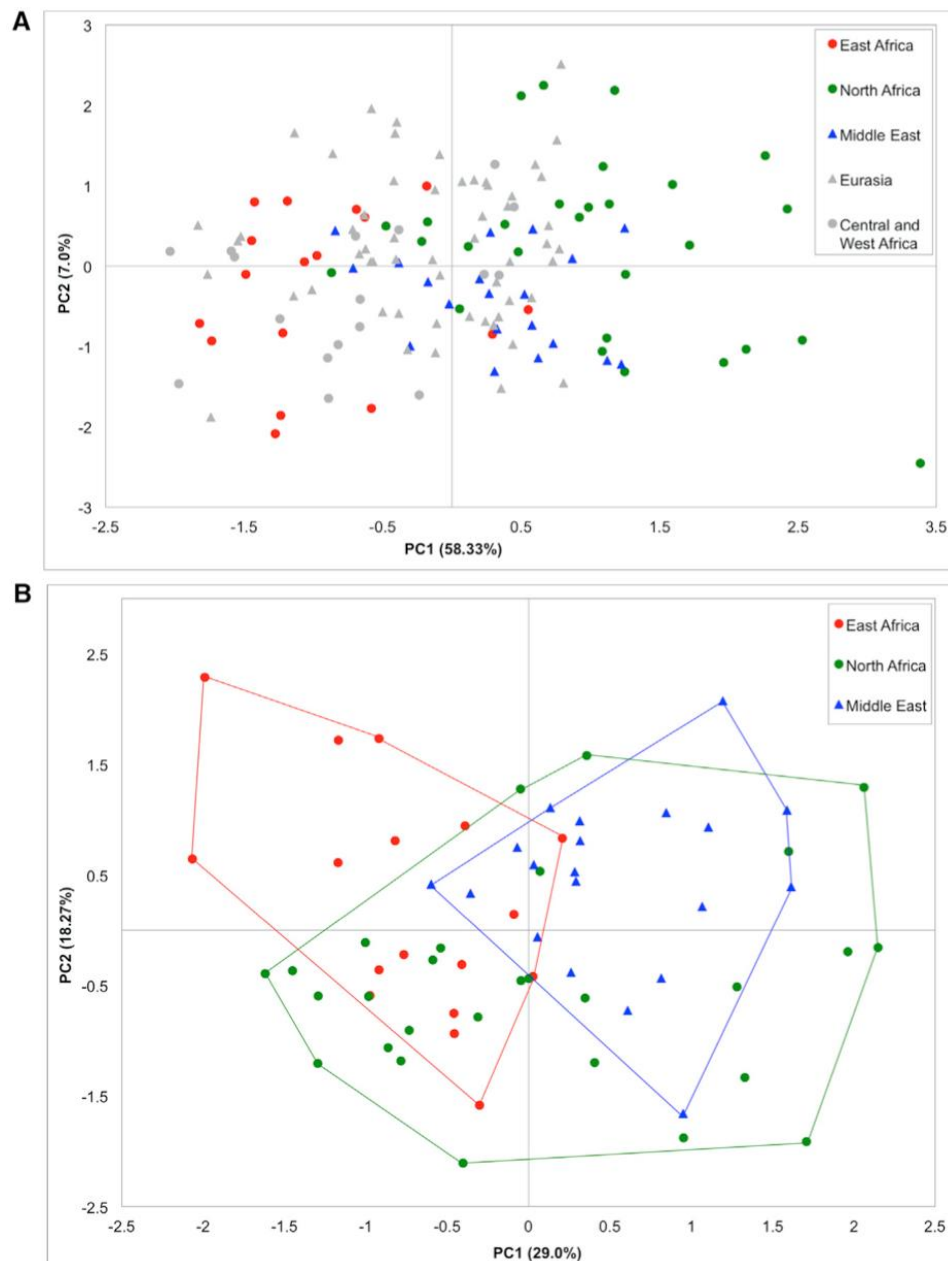 A
3
2
1
0
-1
-2
-3
PC2 (7.0%)
-2.5
-1.5
-0.5
0.5
1.5
2.5
3.5
PC1 (58.33%)
East Africa
North Africa
Middle East
Eurasia
Central and
West Africa
B
2.5
1.5
0.5
-0.5
-1.5
-2.5
PC2 (18.27%)
-2.5
-2
-1.5
-1
-0.5
0
0.5
1
1.5
2
2.5
PC1 (29.0%)
East Africa
North Africa
Middle East